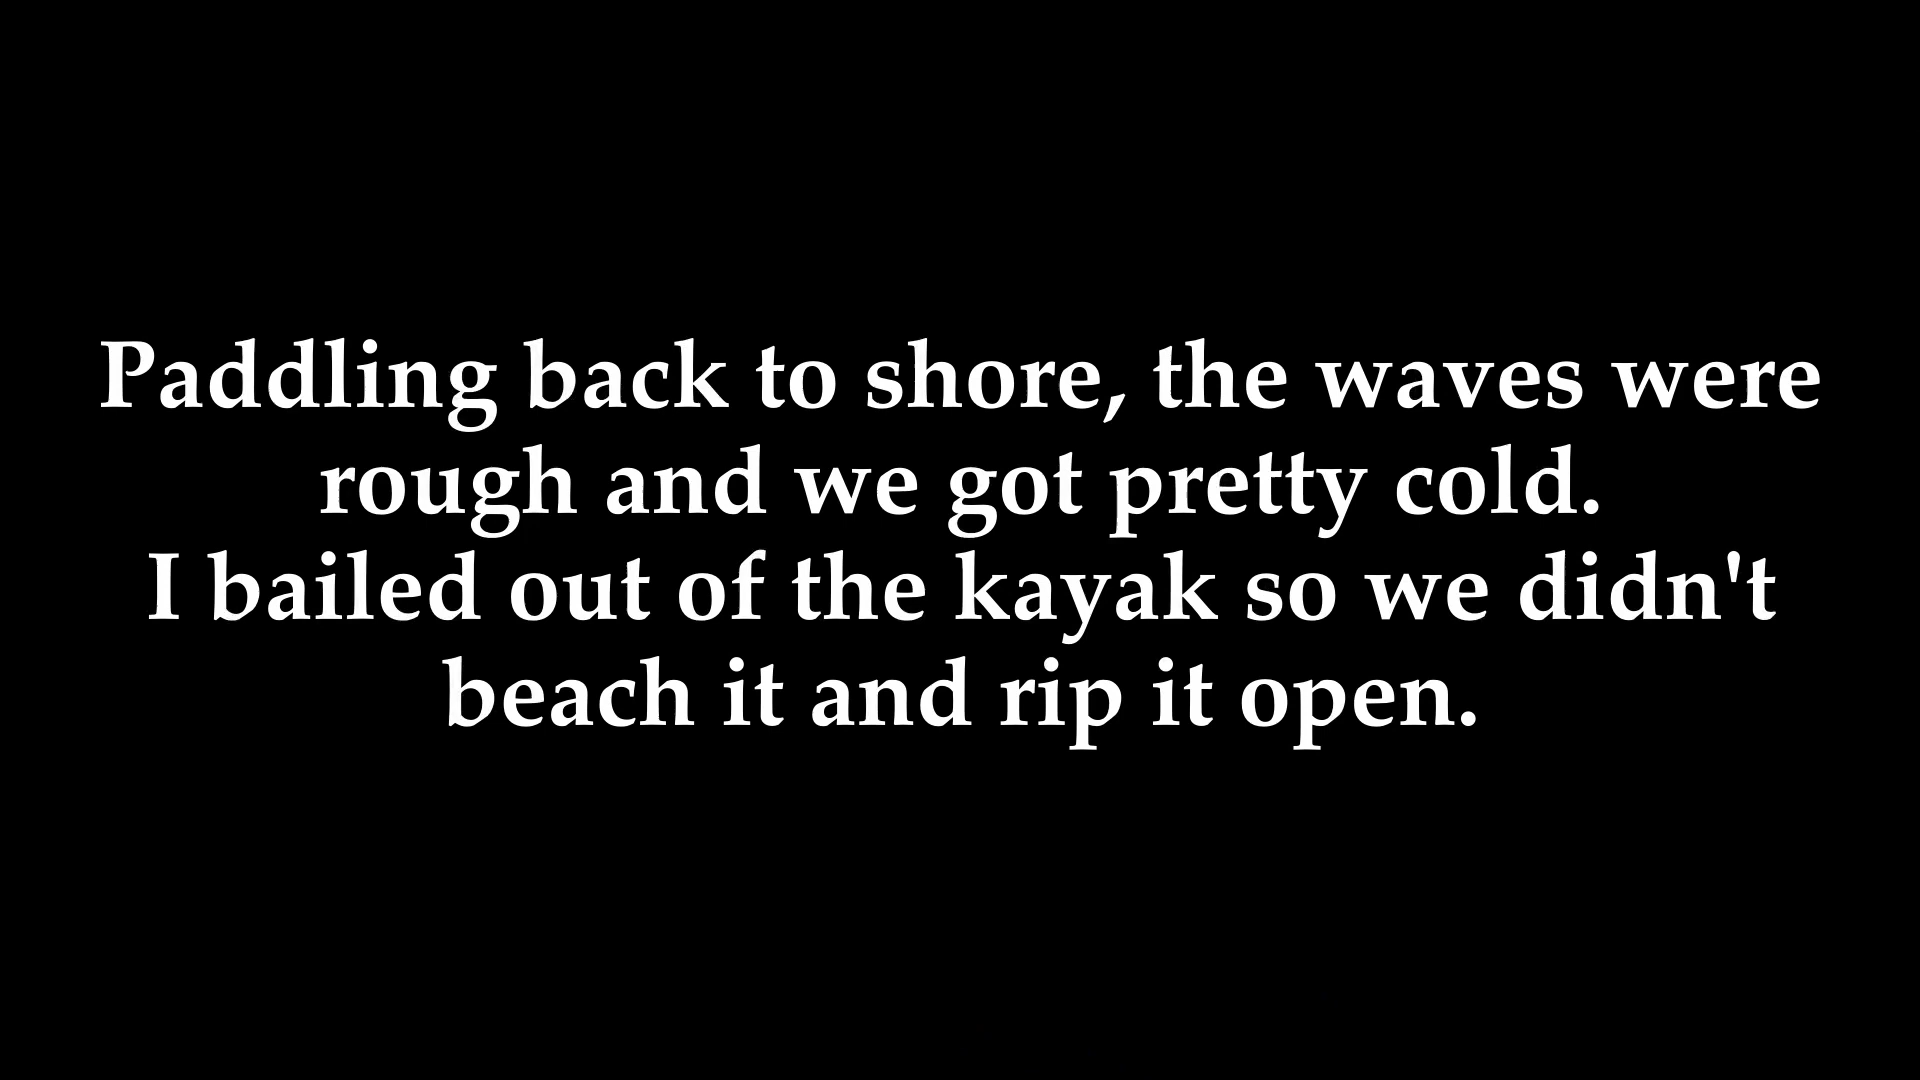 Paddling back to shore, the waves were
rough and we got pretty cold.
I bailed out of the kayak so we didn't
beach it and rip it open.